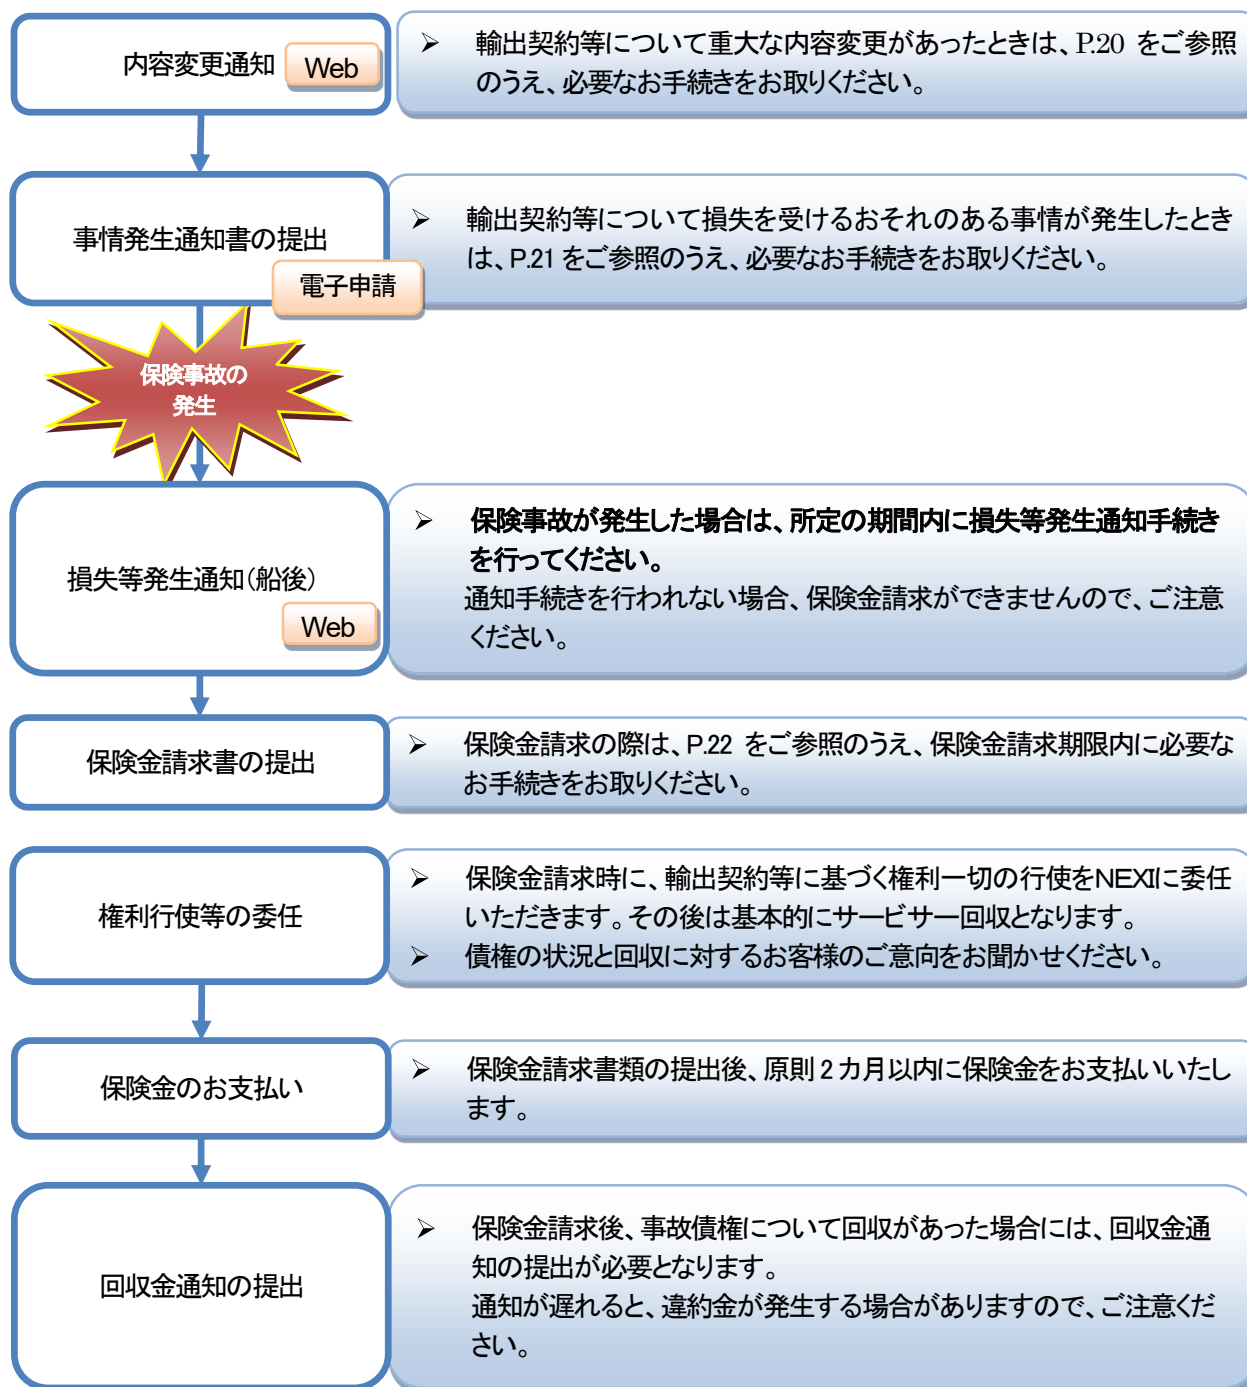 内容変更通知
Web
➢ 輸出契約等について重大な内容変更があったときは、P.20 をご参照
のうえ、必要なお手続きをお取りください。
事情発生通知書の提出
電子申請
➢ 輸出契約等について損失を受けるおそれのある事情が発生したとき
は、P.21 をご参照のうえ、必要なお手続きをお取りください。
保険事故の
発生
損失等発生通知（船後）
Web
➢ 保険事故が発生した場合は、所定の期間内に損失等発生通知手続き
を行ってください。
通知手続きを行われない場合、保険金請求ができませんので、ご注意
ください。
保険金請求書の提出
➢ 保険金請求の際は、P.22 をご参照のうえ、保険金請求期限内に必要な
お手続きをお取りください。
権利行使等の委任
➢ 保険金請求時に、輸出契約等に基づく権利一切の行使をNEXIに委任
いただきます。その後は基本的にサービサー回収となります。
➢ 債権の状況と回収に対するお客様のご意向をお聞かせください。
保険金のお支払い
➢ 保険金請求書類の提出後、原則 2 カ月以内に保険金をお支払いいたし
ます。
回収金通知の提出
➢ 保険金請求後、事故債権について回収があった場合には、回収金通
知の提出が必要となります。
通知が遅れると、違約金が発生する場合がありますので、ご注意くだ
さい。